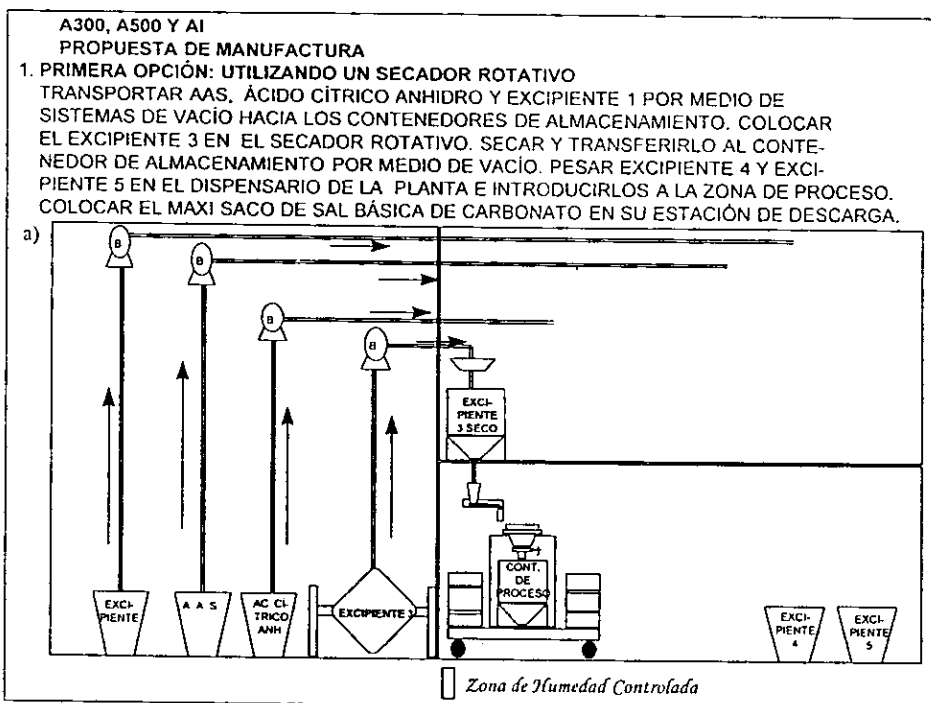 A300, A500 Y AI
PROPUESTA DE MANUFACTURA
1. PRIMERA OPCIÓN: UTILIZANDO UN SECADOR ROTATIVO
TRANSPORTAR AAS, ÁCIDO CÍTRICO ANHIDRO Y EXCIPIENTE 1 POR MEDIO DE
SISTEMAS DE VACÍO HACIA LOS CONTENEDORES DE ALMACENAMIENTO. COLOCAR
EL EXCIPIENTE 3 EN EL SECADOR ROTATIVO. SECAR Y TRANSFERIRLO AL CONTE-
NEDOR DE ALMACENAMIENTO POR MEDIO DE VACÍO. PESAR EXCIPIENTE 4 Y EXCI-
PIENTE 5 EN EL DISPENSARIO DE LA PLANTA E INTRODUCIRLOS A LA ZONA DE PROCESO.
COLOCAR EL MAXI SACO DE SAL BÁSICA DE CARBONATO EN SU ESTACIÓN DE DESCARGA.
a)
B
B
B
B
EXCI-
PIENTE
3 SECO
CONT.
DE
PROCESO
EXCI-
PIENTE
A A S
AC CÍ-
TRICO
ANH
EXCIPIENTE 3
EXCI-
PIENTE
4
EXCI-
PIENTE
5
Zona de Humedad Controlada